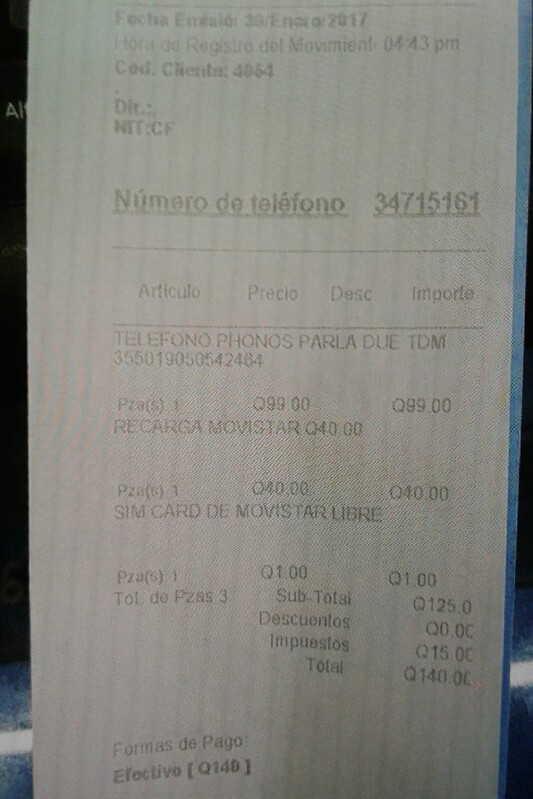 Fecha Emisió: 30/Enero/2017
Hora de Registro del Movimient- 04:43 pm
Cod. Cliente: 4054
.
Dir.:.
NIT:CF
Número de teléfono 34715161
Articulo Precio Desc. Importe
TELEFONO PHONOS PARLA DUE TDM
355019050542464
Pza(s) 1 Q99.00 Q99.00
RECARGA MOVISTAR Q40.00
Pza(s) 1 Q40.00 Q40.00
SIM CARD DE MOVISTAR LIBRE
Pza(s) 1 Q1.00 Q1.00
Tol. de Pzas 3 Sub-Total Q125.0
Descuentos Q0.00
Impuestos Q15.00
Total Q140.00
Formas de Pago:
Efectivo [ Q140 ]